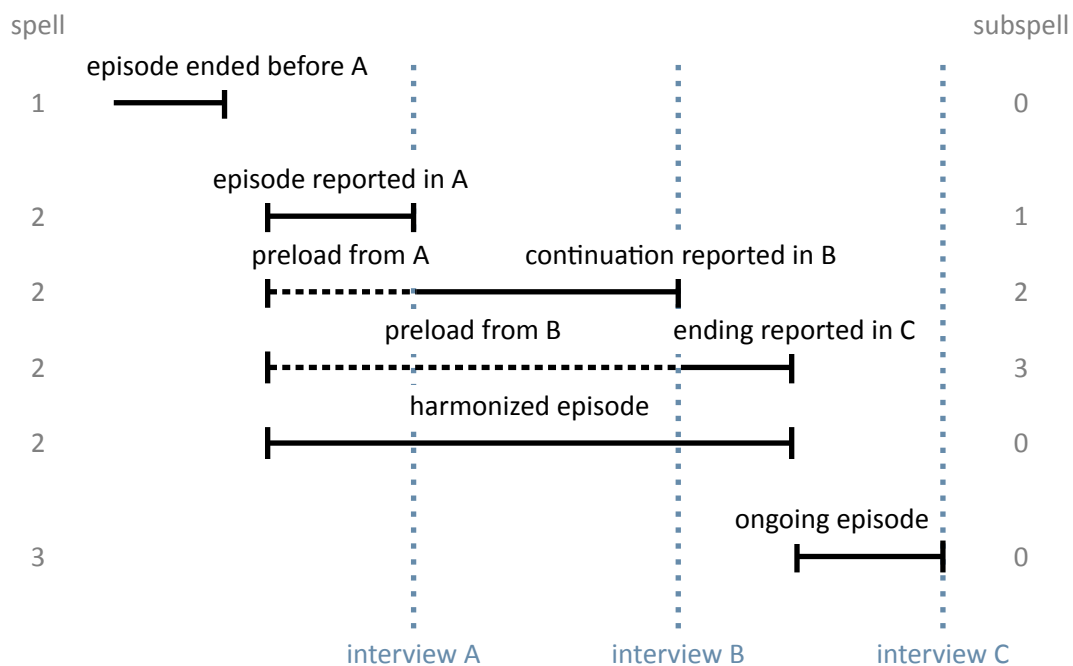 spell
subspell
episode ended before A
1
0
episode reported in A
2
1
preload from A
continuation reported in B
2
2
preload from B
ending reported in C
2
3
harmonized episode
2
0
ongoing episode
3
0
interview A
interview B
interview C